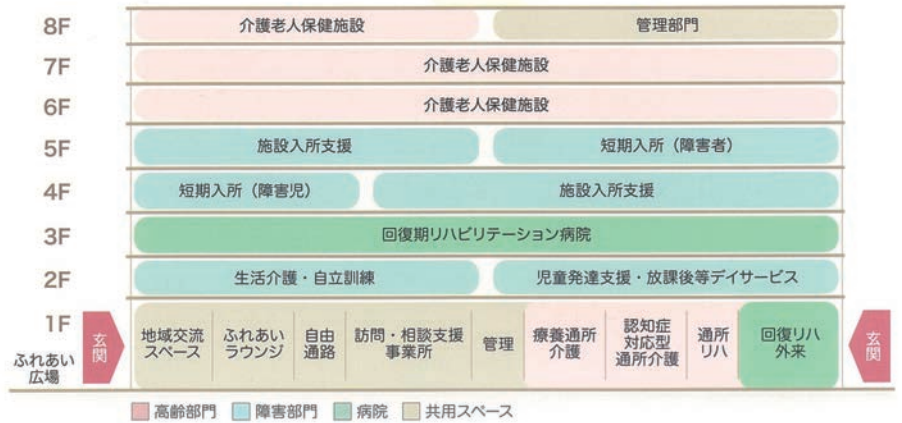 8F 介護老人保健施設 管理部門
7F 介護老人保健施設
6F 介護老人保健施設
5F 施設入所支援 短期入所（障害者）
4F 短期入所（障害児） 施設入所支援
3F 回復期リハビリテーション病院
2F 生活介護・自立訓練 児童発達支援・放課後等デイサービス
1F
ふれあい
広場
玄関
地域交流
スペース
ふれあい
ラウンジ
自由
通路
訪問・相談支援
事業所
管理
療養通所
介護
認知症
対応型
通所介護
通所
リハ
回復リハ
外来
玄関
高齢部門 障害部門 病院 共用スペース